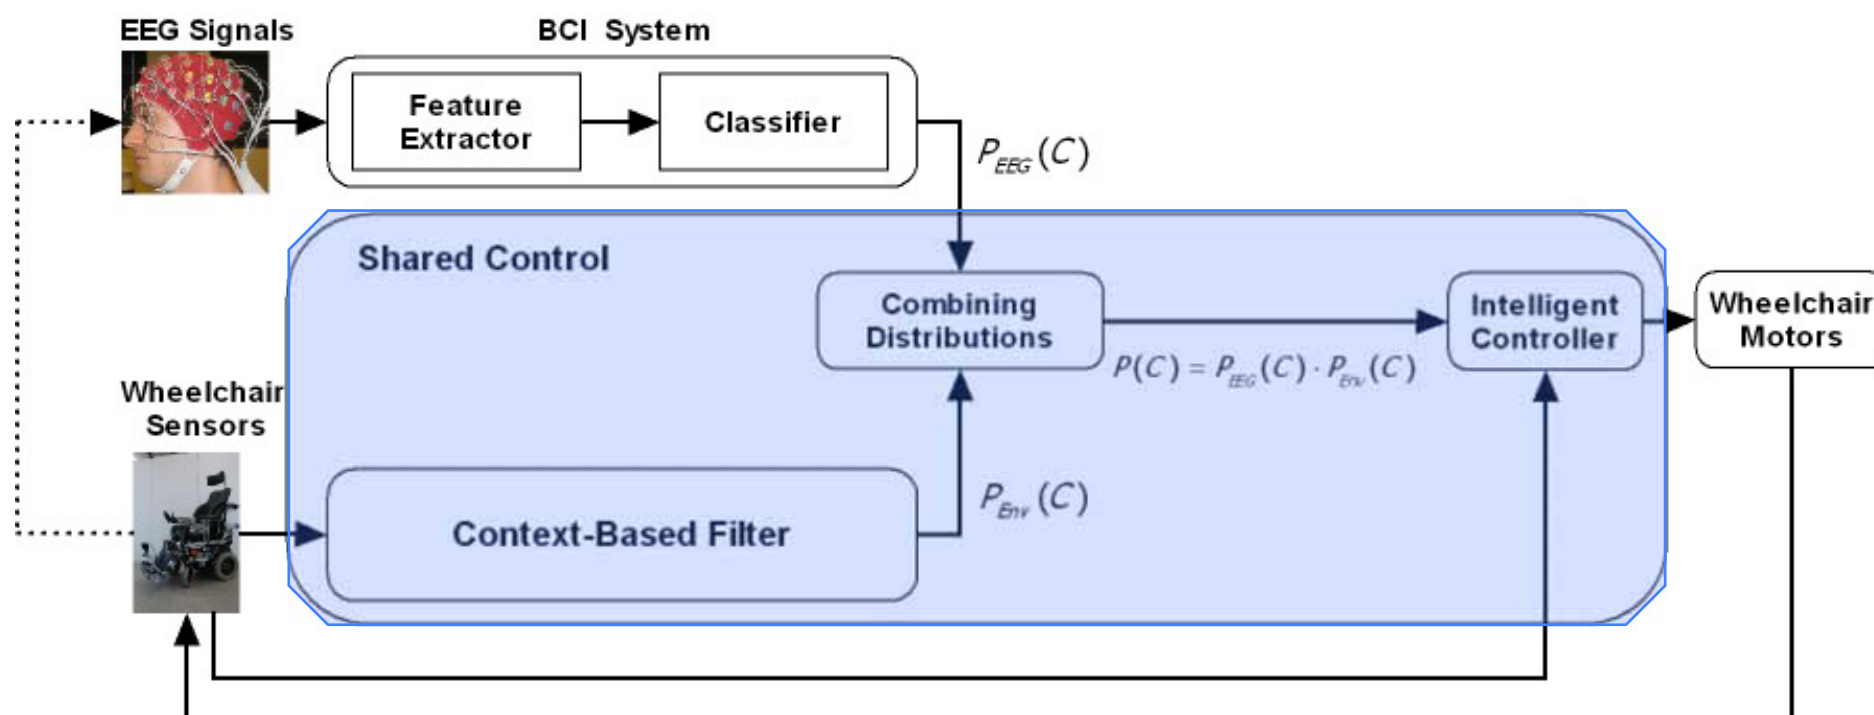 EEG Signals
BCI System
Feature
Extractor
Classifier
P_EEG(C)
Shared Control
Combining
Distributions
P(C) = P_EEG(C) · P_Env(C)
Intelligent
Controller
Wheelchair
Motors
Wheelchair
Sensors
Context-Based Filter
P_Env(C)